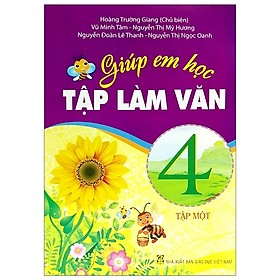 Hoàng Trường Giang (Chủ biên)
Vũ Minh Tâm - Nguyễn Thị Mỹ Hương
Nguyễn Đoàn Lê Thanh - Nguyễn Thị Ngọc Oanh
Giúp em học
TẬP LÀM VĂN
4
TẬP MỘT
NHÀ XUẤT BẢN GIÁO DỤC VIỆT NAM